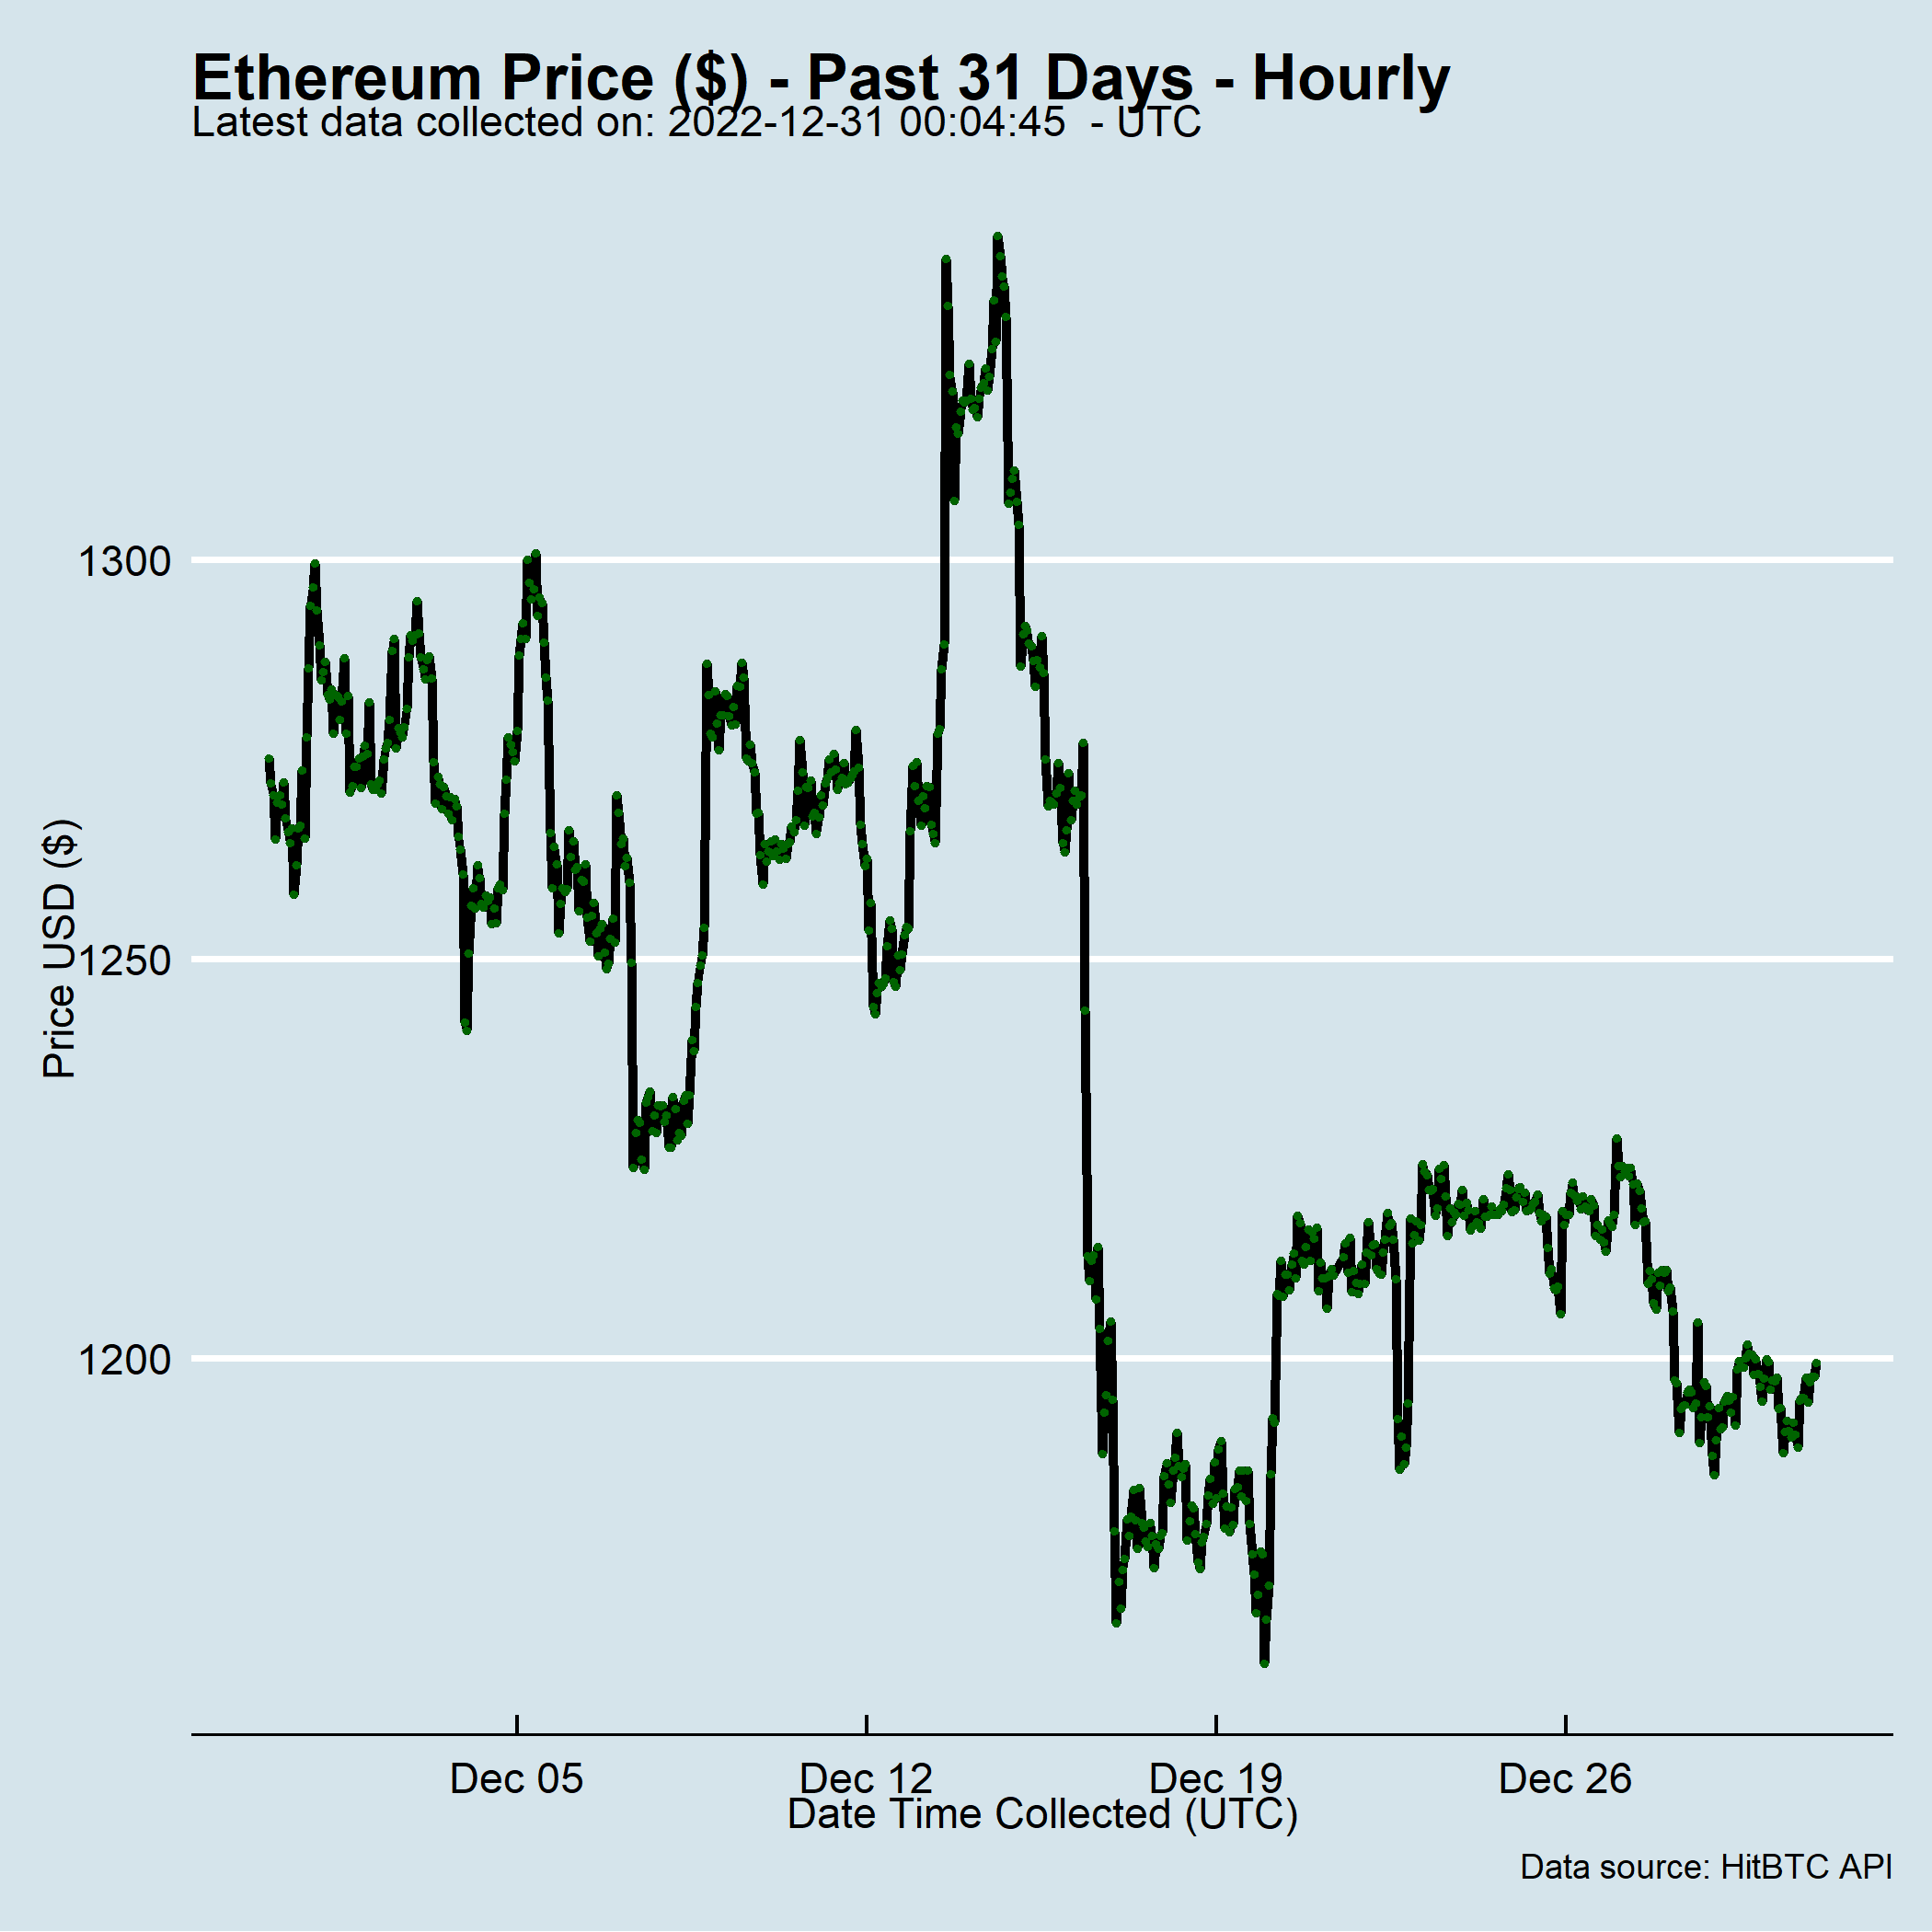 Ethereum Price ($) - Past 31 Days - Hourly
Latest data collected on: 2022-12-31 00:04:45  - UTC
Price USD ($)
1300
1250
1200
Dec 05
Dec 12
Dec 19
Dec 26
Date Time Collected (UTC)
Data source: HitBTC API